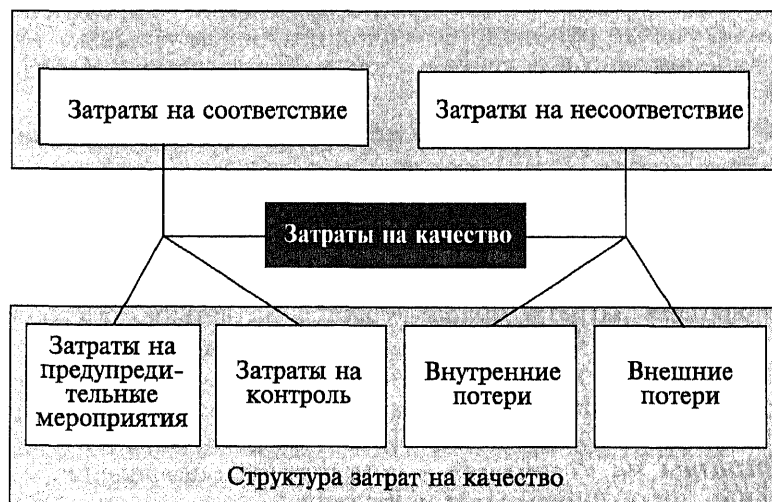 Затраты на соответствие
Затраты на несоответствие
Затраты на качество
Затраты на
предупреди-
тельные
мероприятия
Затраты на
контроль
Внутренние
потери
Внешние
потери
Структура затрат на качество